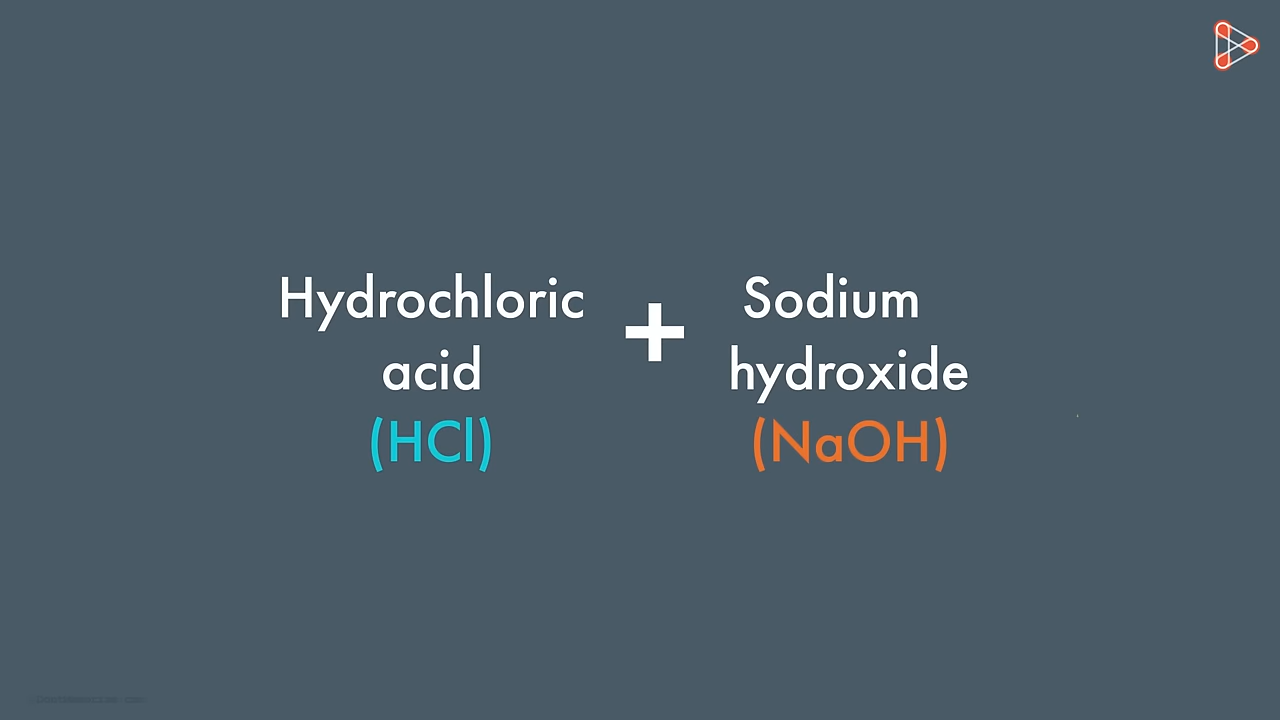 Hydrochloric
acid
(HCl)
+
Sodium
hydroxide
(NaOH)